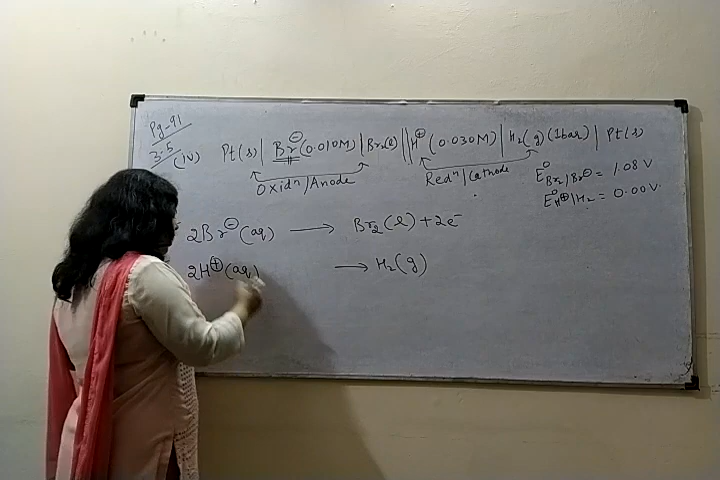 Pg-91
3.5 (iv)
Pt(s) | Br⊖ (0.010M) | Br2(l) || H⊕ (0.030M) | H2(g) (1bar) | Pt(s)
Oxidⁿ/Anode
Redⁿ/Cathode
E°Br2|Br⊖ = 1.08 V
E°H⊕|H2 = 0.00V.
2Br⊖(aq) ⟶ Br2(l) + 2e⁻
2H⊕(aq) ⟶ H2(g)